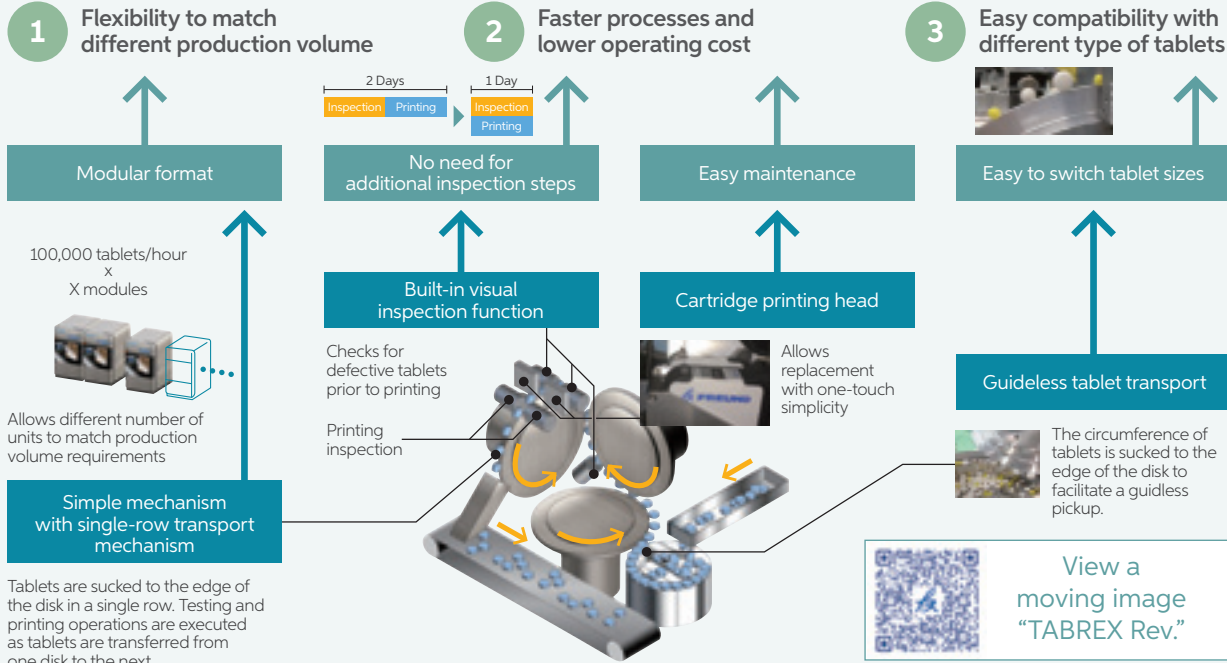 1
Flexibility to match
different production volume
2
Faster processes and
lower operating cost
3
Easy compatibility with
different type of tablets
2 Days
Inspection Printing
1 Day
Inspection
Printing
Modular format
No need for
additional inspection steps
Easy maintenance
Easy to switch tablet sizes
100,000 tablets/hour
x
X modules
Allows different number of
units to match production
volume requirements
Simple mechanism
with single-row transport
mechanism
Tablets are sucked to the edge of
the disk in a single row. Testing and
printing operations are executed
as tablets are transferred from
one disk to the next
Built-in visual
inspection function
Checks for
defective tablets
prior to printing
Printing
inspection
Cartridge printing head
FREUND
Allows
replacement
with one-touch
simplicity
Guideless tablet transport
The circumference of
tablets is sucked to the
edge of the disk to
facilitate a guidless
pickup.
View a
moving image
“TABREX Rev.”